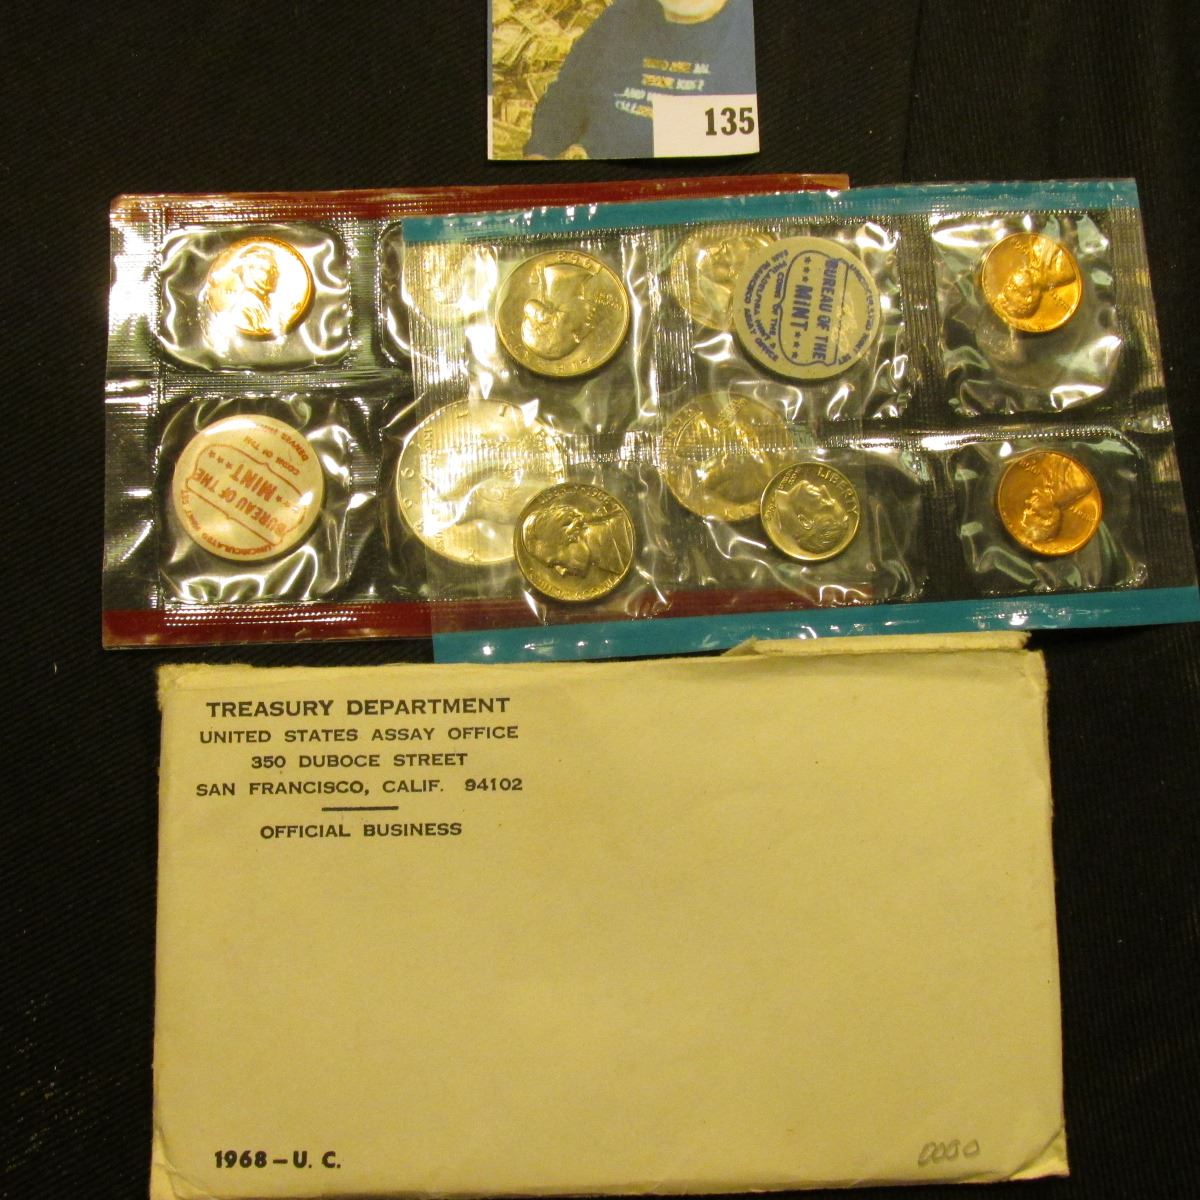 135
BUREAU OF THE
MINT
BUREAU OF THE
MINT
LIBERTY
TREASURY DEPARTMENT
UNITED STATES ASSAY OFFICE
350 DUBOCE STREET
SAN FRANCISCO, CALIF. 94102
OFFICIAL BUSINESS
1968-U. C.